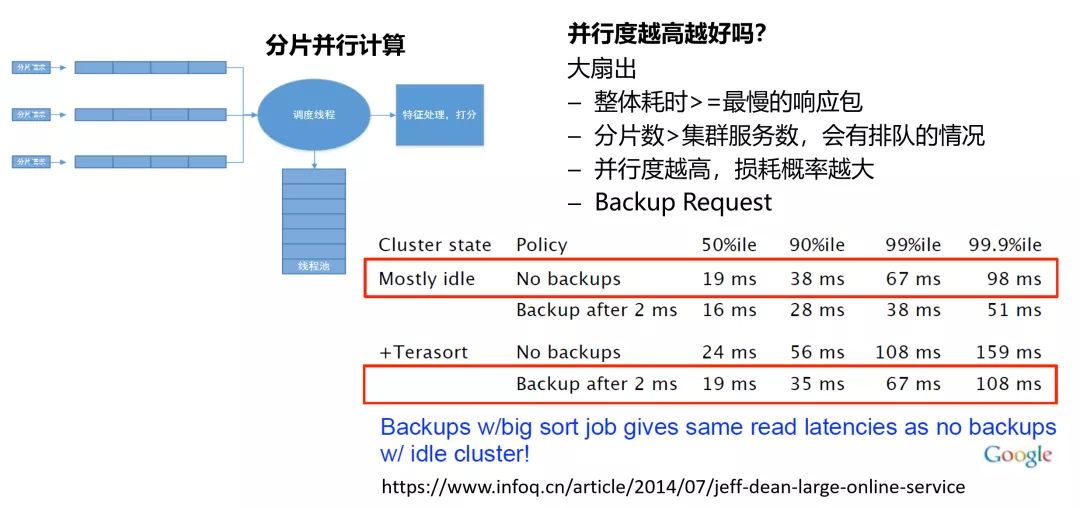 分片并行计算
分片请求
分片请求
分片请求
调度线程
特征处理，打分
线程池
并行度越高越好吗？
大扇出
– 整体耗时>=最慢的响应包
– 分片数>集群服务数，会有排队的情况
– 并行度越高，损耗概率越大
– Backup Request
Cluster state Policy 50%ile 90%ile 99%ile 99.9%ile
Mostly idle No backups 19 ms 38 ms 67 ms 98 ms
Backup after 2 ms 16 ms 28 ms 38 ms 51 ms
+Terasort No backups 24 ms 56 ms 108 ms 159 ms
Backup after 2 ms 19 ms 35 ms 67 ms 108 ms
Backups w/big sort job gives same read latencies as no backups
w/ idle cluster!
Google
https://www.infoq.cn/article/2014/07/jeff-dean-large-online-service